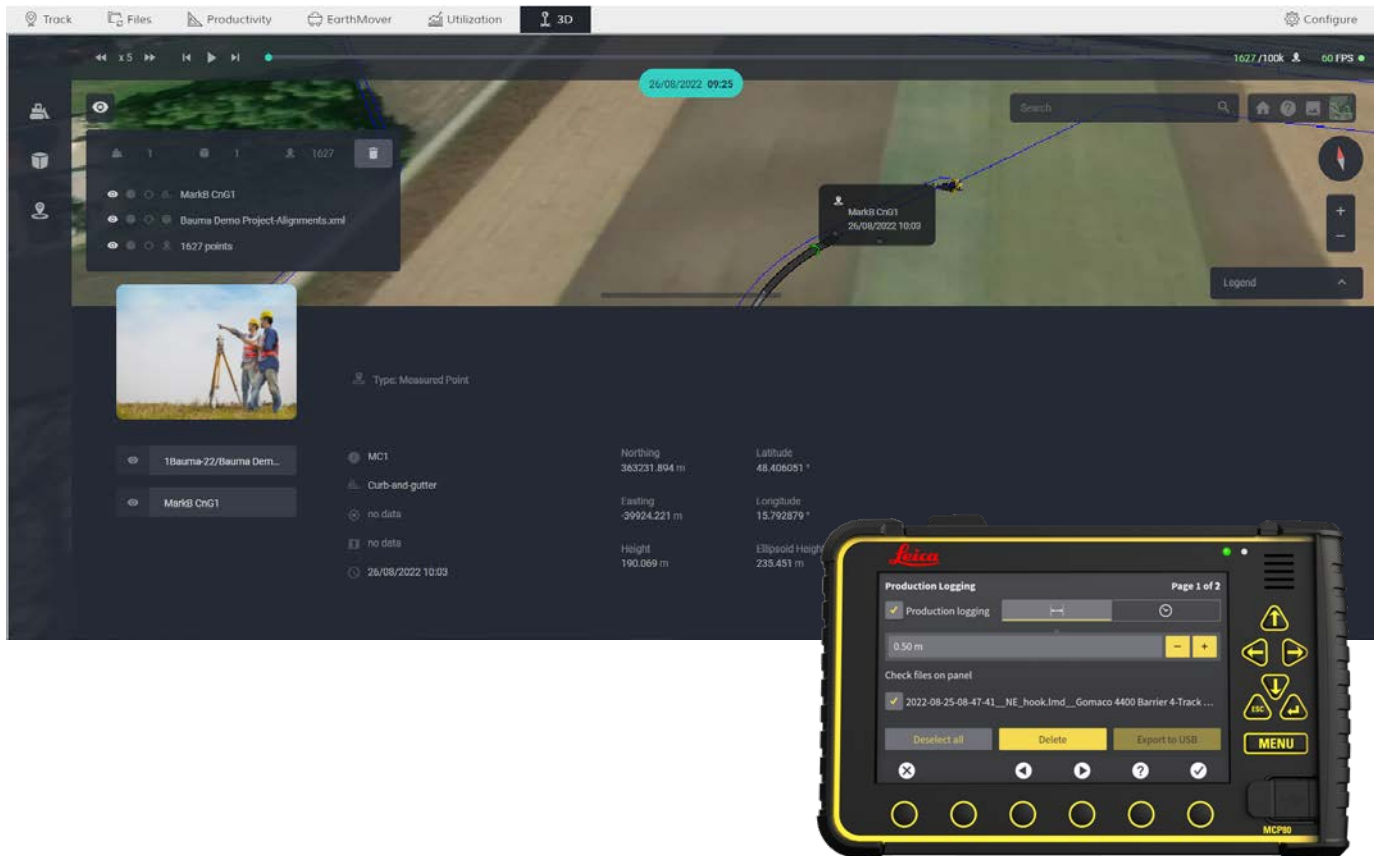 Track Files Productivity EarthMover Utilization 3D Configure
x5 1627/100k 60 FPS
26/08/2022 09:25
Search
1 1 1627
MarkB CnG1
Bauma Demo Project-Alignments.xml
1627 points
MarkB CnG1
26/08/2022 10:03
Legend
Type: Measured Point
1Bauma-22/Bauma Dem...
MarkB CnG1
MC1
Curb-and-gutter
no data
no data
26/08/2022 10:03
Northing
363231.894 m
Easting
-39924.221 m
Height
190.069 m
Latitude
48.406051 °
Longitude
15.792879 °
Ellipsoid Height
235.451 m
Leica
Production Logging Page 1 of 2
Production logging
0.50 m - +
Check files on panel
2022-08-25-08-47-41__NE_hook.lmd__Gomaco 4400 Barrier 4-Track ...
Deselect all Delete Export to USB
ESC
MENU
MCP80